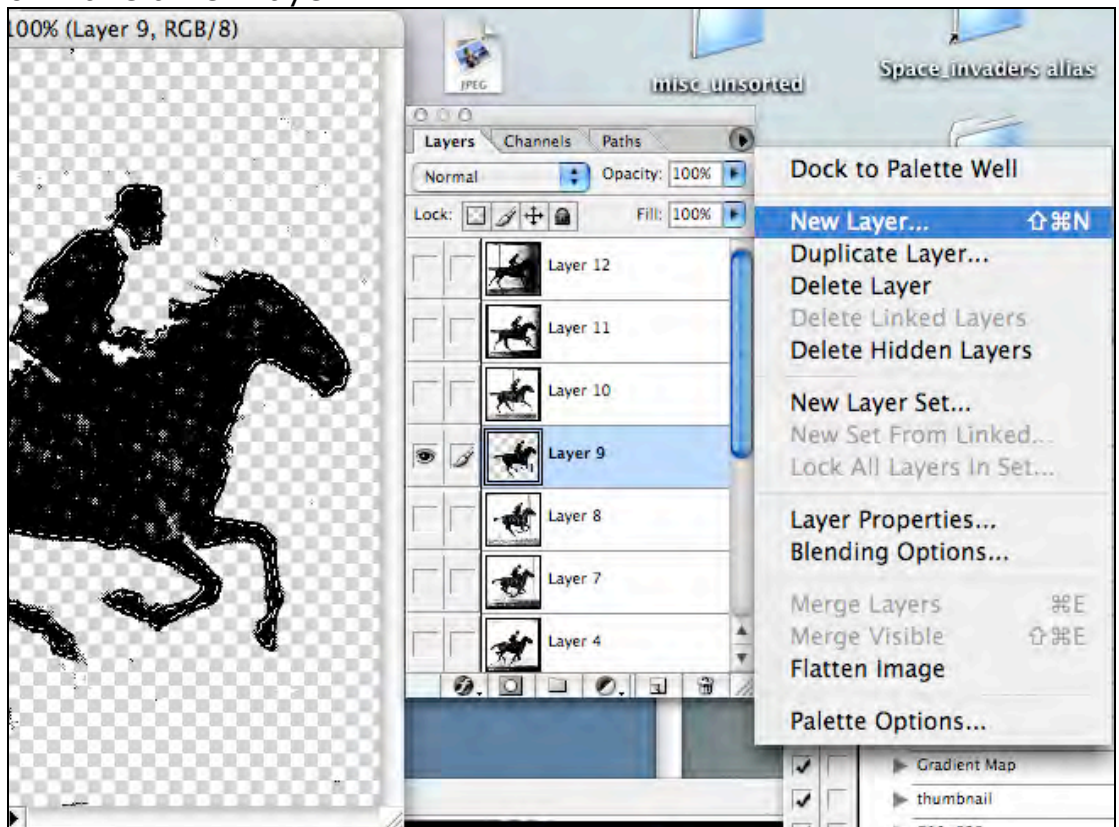 100% (Layer 9, RGB/8)
JPEG
misc_unsorted
Space_invaders alias
Layers Channels Paths
Normal Opacity: 100%
Lock: Fill: 100%
Layer 12
Layer 11
Layer 10
Layer 9
Layer 8
Layer 7
Layer 4
Dock to Palette Well
New Layer... ⇧⌘N
Duplicate Layer...
Delete Layer
Delete Linked Layers
Delete Hidden Layers
New Layer Set...
New Set From Linked...
Lock All Layers In Set...
Layer Properties...
Blending Options...
Merge Layers ⌘E
Merge Visible ⇧⌘E
Flatten Image
Palette Options...
Gradient Map
thumbnail